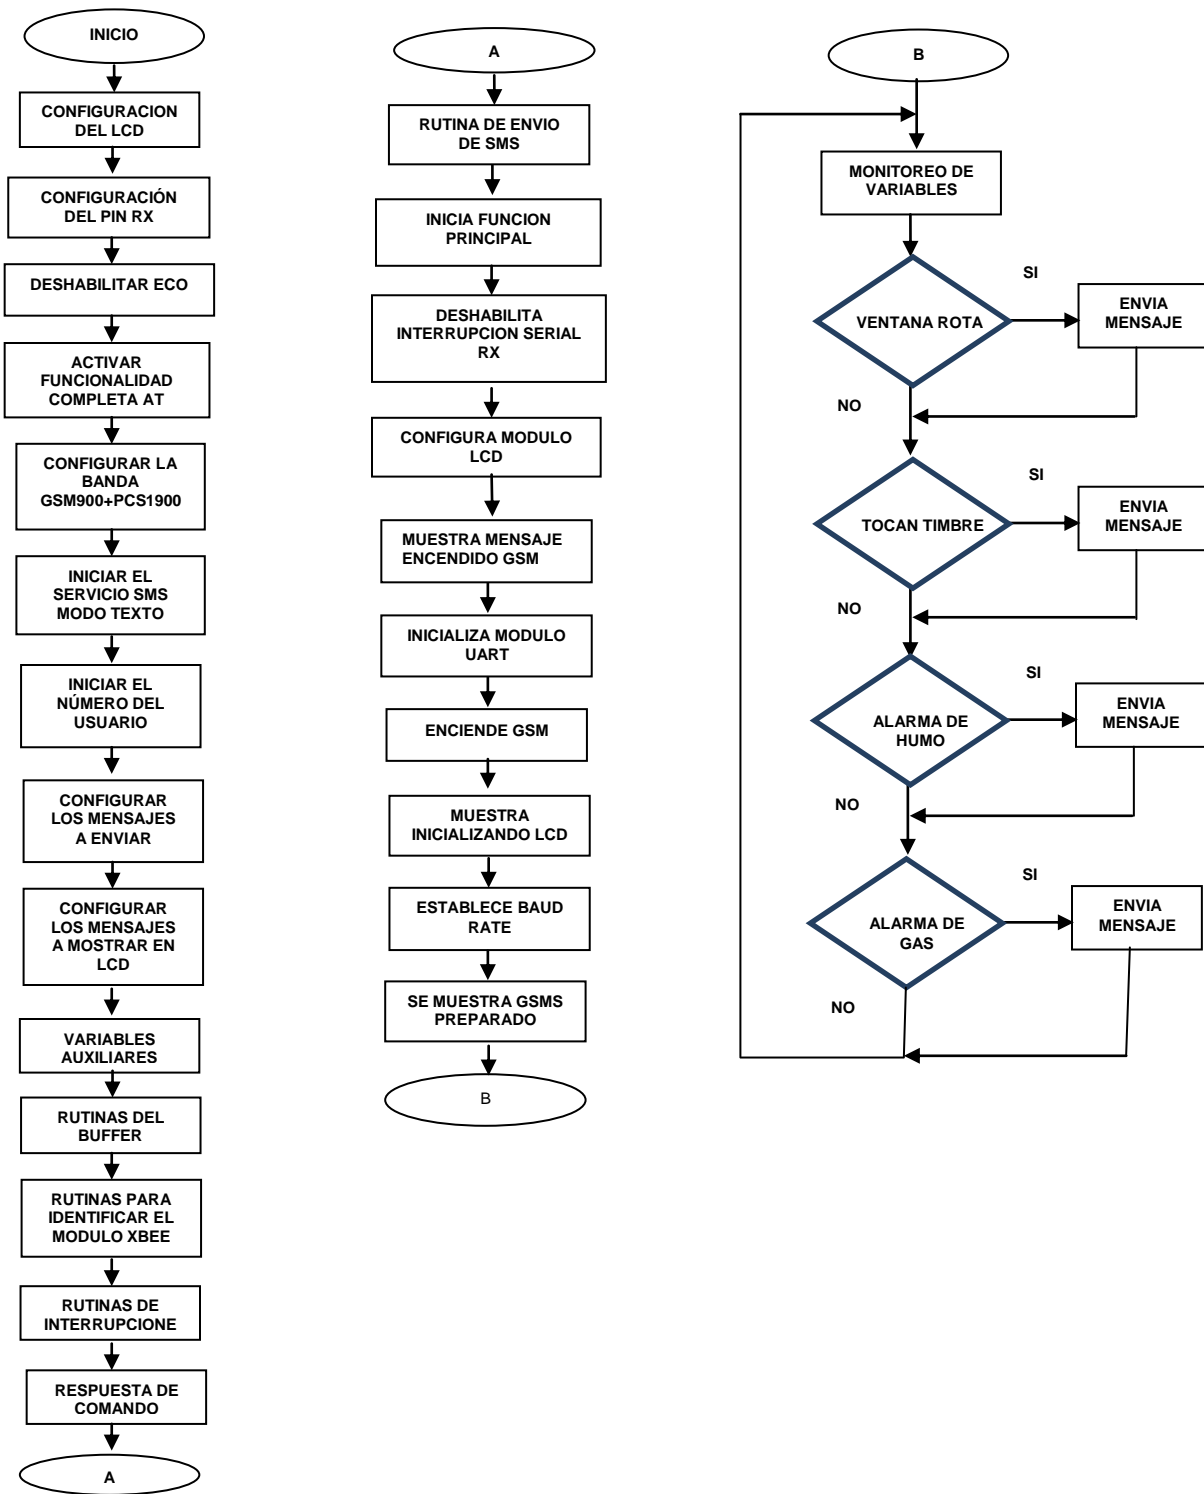 INICIO
CONFIGURACION
DEL LCD
CONFIGURACIÓN
DEL PIN RX
DESHABILITAR ECO
ACTIVAR
FUNCIONALIDAD
COMPLETA AT
CONFIGURAR LA
BANDA
GSM900+PCS1900
INICIAR EL
SERVICIO SMS
MODO TEXTO
INICIAR EL
NÚMERO DEL
USUARIO
CONFIGURAR
LOS MENSAJES
A ENVIAR
CONFIGURAR
LOS MENSAJES
A MOSTRAR EN
LCD
VARIABLES
AUXILIARES
RUTINAS DEL
BUFFER
RUTINAS PARA
IDENTIFICAR EL
MODULO XBEE
RUTINAS DE
INTERRUPCIONE
RESPUESTA DE
COMANDO
A
A
RUTINA DE ENVIO
DE SMS
INICIA FUNCION
PRINCIPAL
DESHABILITA
INTERRUPCION SERIAL
RX
CONFIGURA MODULO
LCD
MUESTRA MENSAJE
ENCENDIDO GSM
INICIALIZA MODULO
UART
ENCIENDE GSM
MUESTRA
INICIALIZANDO LCD
ESTABLECE BAUD
RATE
SE MUESTRA GSMS
PREPARADO
B
B
MONITOREO DE
VARIABLES
VENTANA ROTA
SI
ENVIA
MENSAJE
NO
TOCAN TIMBRE
SI
ENVIA
MENSAJE
NO
ALARMA DE
HUMO
SI
ENVIA
MENSAJE
NO
ALARMA DE
GAS
SI
ENVIA
MENSAJE
NO